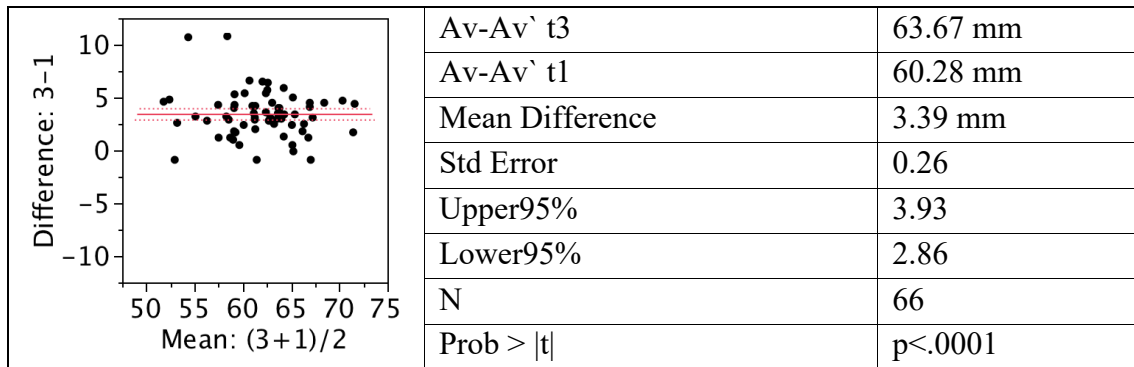 Difference: 3-1
10
5
0
-5
-10
50 55 60 65 70 75
Mean: (3+1)/2
Av-Av` t3 63.67 mm
Av-Av` t1 60.28 mm
Mean Difference 3.39 mm
Std Error 0.26
Upper95% 3.93
Lower95% 2.86
N 66
Prob > |t| p<.0001